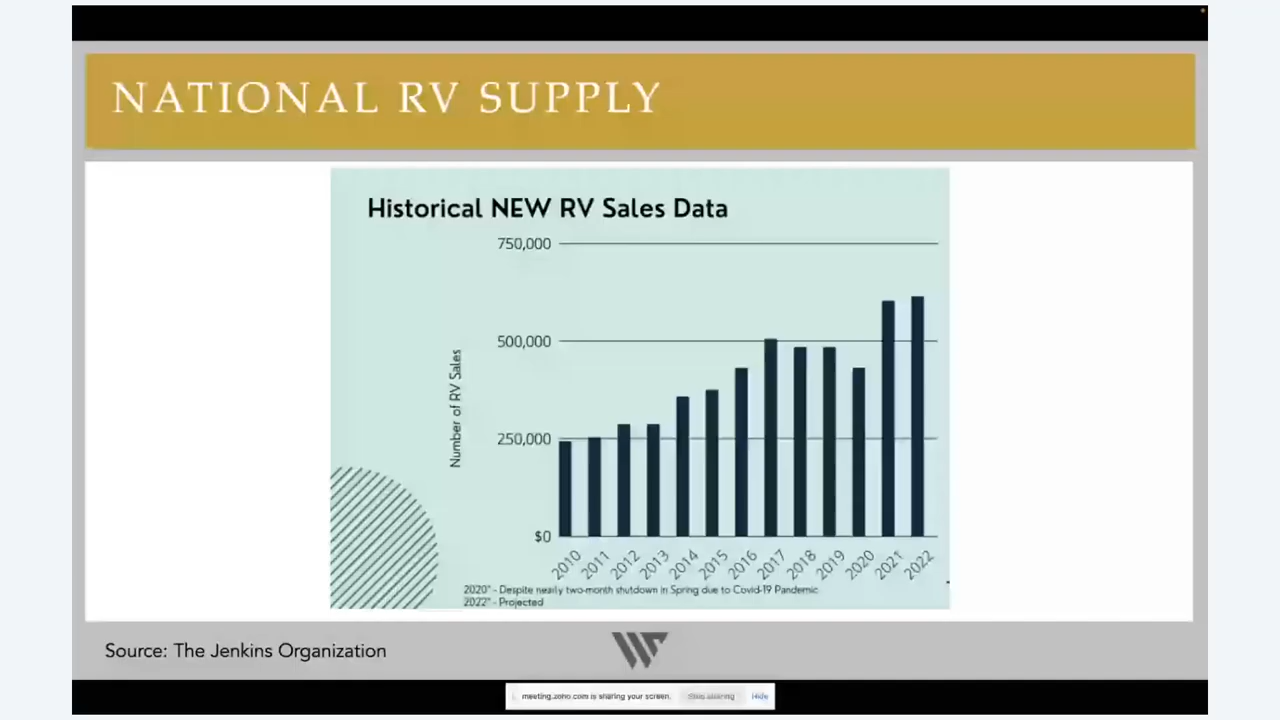 NATIONAL RV SUPPLY
Historical NEW RV Sales Data
750,000
500,000
250,000
$0
Number of RV Sales
2010 2011 2012 2013 2014 2015 2016 2017 2018 2019 2020 2021 2022
2020* - Despite nearly two-month shutdown in Spring due to Covid-19 Pandemic
2022* - Projected
Source: The Jenkins Organization
meeting.zoho.com is sharing your screen. Stop sharing Hide